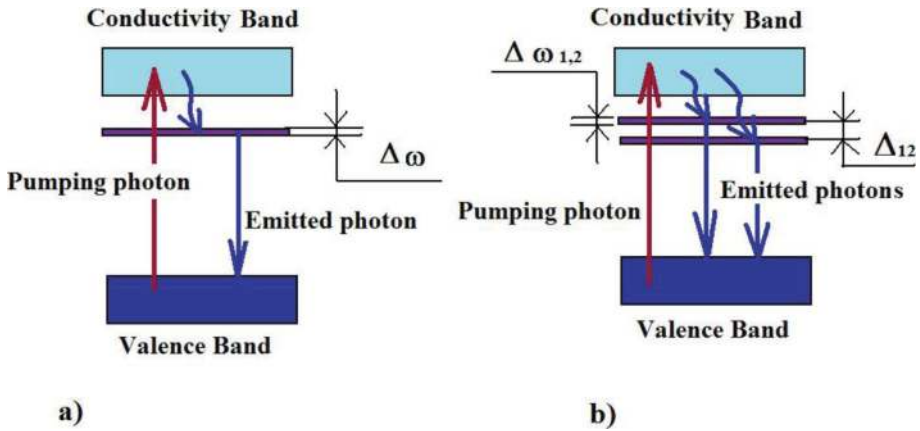 Conductivity Band
Δ ω
Pumping photon
Emitted photon
Valence Band
a)
Conductivity Band
Δ ω 1,2
Δ12
Emitted photons
Pumping photon
Valence Band
b)